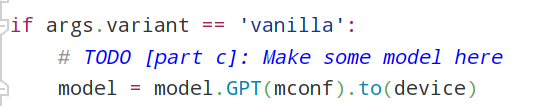 if args.variant == 'vanilla':
# TODO [part c]: Make some model here
model = model.GPT(mconf).to(device)